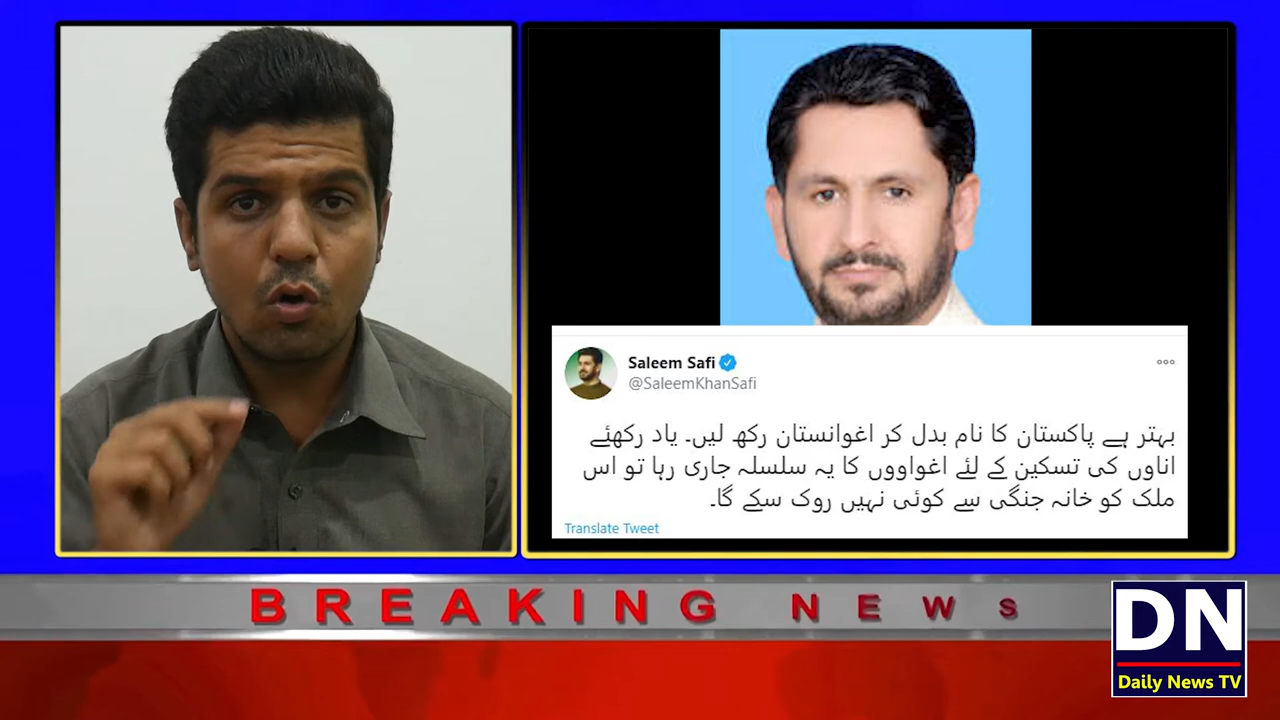 Saleem Safi
@SaleemKhanSafi
بہتر ہے پاکستان کا نام بدل کر اغوانستان رکھ لیں۔ یاد رکھئے
اناوں کی تسکین کے لئے اغواووں کا یہ سلسلہ جاری رہا تو اس
ملک کو خانہ جنگی سے کوئی نہیں روک سکے گا۔
Translate Tweet
BREAKING NEWS
DN
Daily News TV